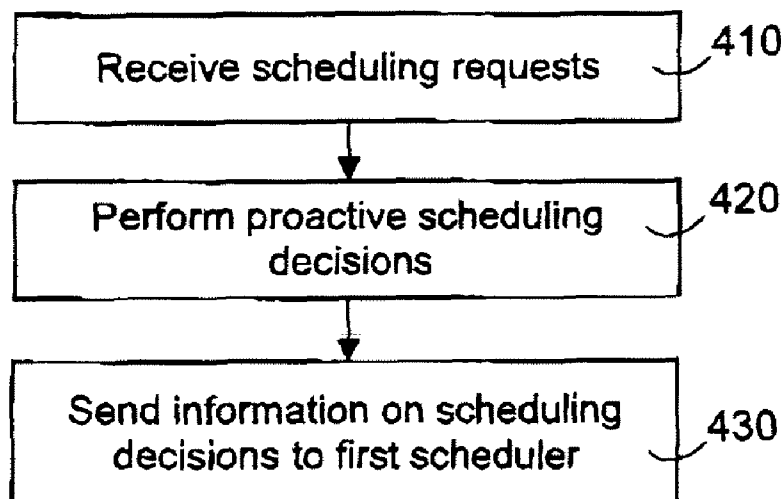 Receive scheduling requests
410
Perform proactive scheduling
decisions
420
Send information on scheduling
decisions to first scheduler
430